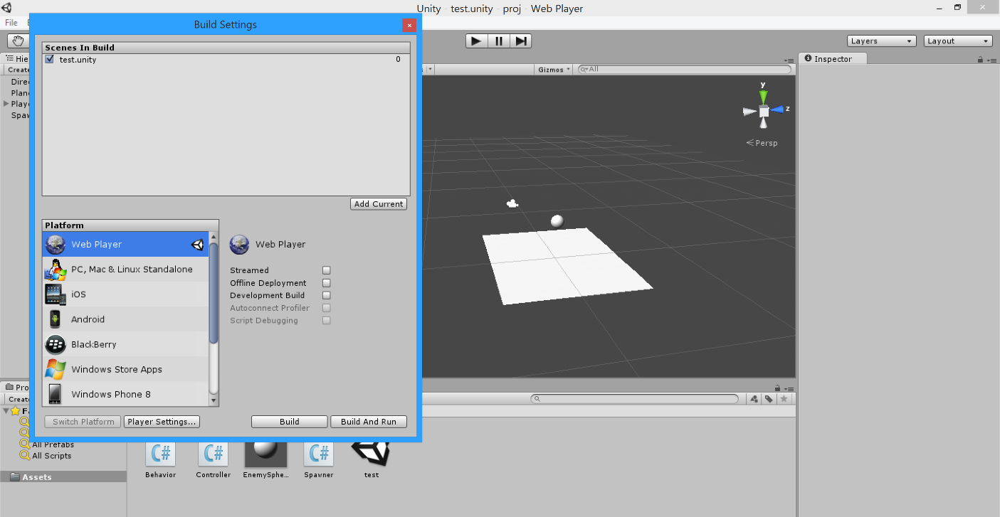 Unity - test.unity - proj - Web Player
File
Build Settings
Layers
Layout
Scenes In Build
test.unity 0
Hie
Create
Gizmos
All
Inspector
Direc
Plane
Playe
Spaw
y
z
Persp
Add Current
Platform
Web Player
PC, Mac & Linux Standalone
iOS
Android
BlackBerry
Windows Store Apps
Windows Phone 8
Web Player
Streamed
Offline Deployment
Development Build
Autoconnect Profiler
Script Debugging
Switch Platform
Player Settings...
Build
Build And Run
Pro
Create
Fa
All Prefabs
All Scripts
Assets
C#
C#
C#
Behavior
Controller
EnemySphe...
Spawner
test